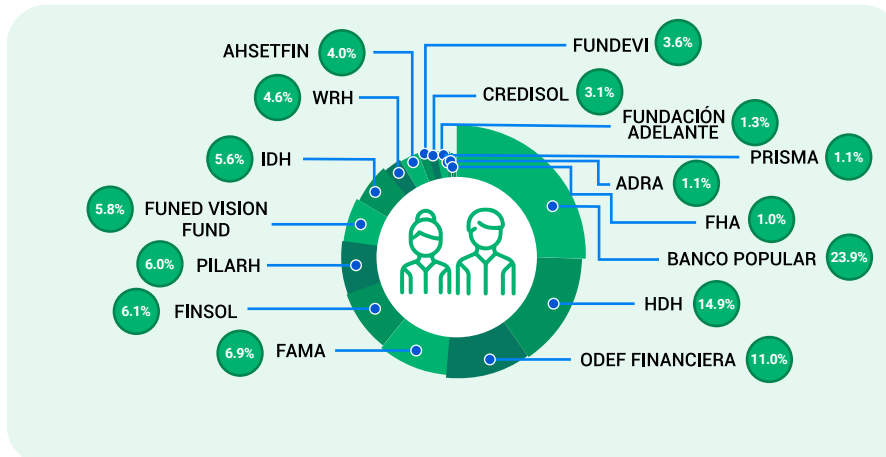 AHSETFIN 4.0%
FUNDEVI 3.6%
WRH 4.6%
CREDISOL 3.1%
FUNDACIÓN
ADELANTE 1.3%
IDH 5.6%
PRISMA 1.1%
ADRA 1.1%
FUNED VISION
FUND 5.8%
FHA 1.0%
PILARH 6.0%
BANCO POPULAR 23.9%
FINSOL 6.1%
HDH 14.9%
FAMA 6.9%
ODEF FINANCIERA 11.0%